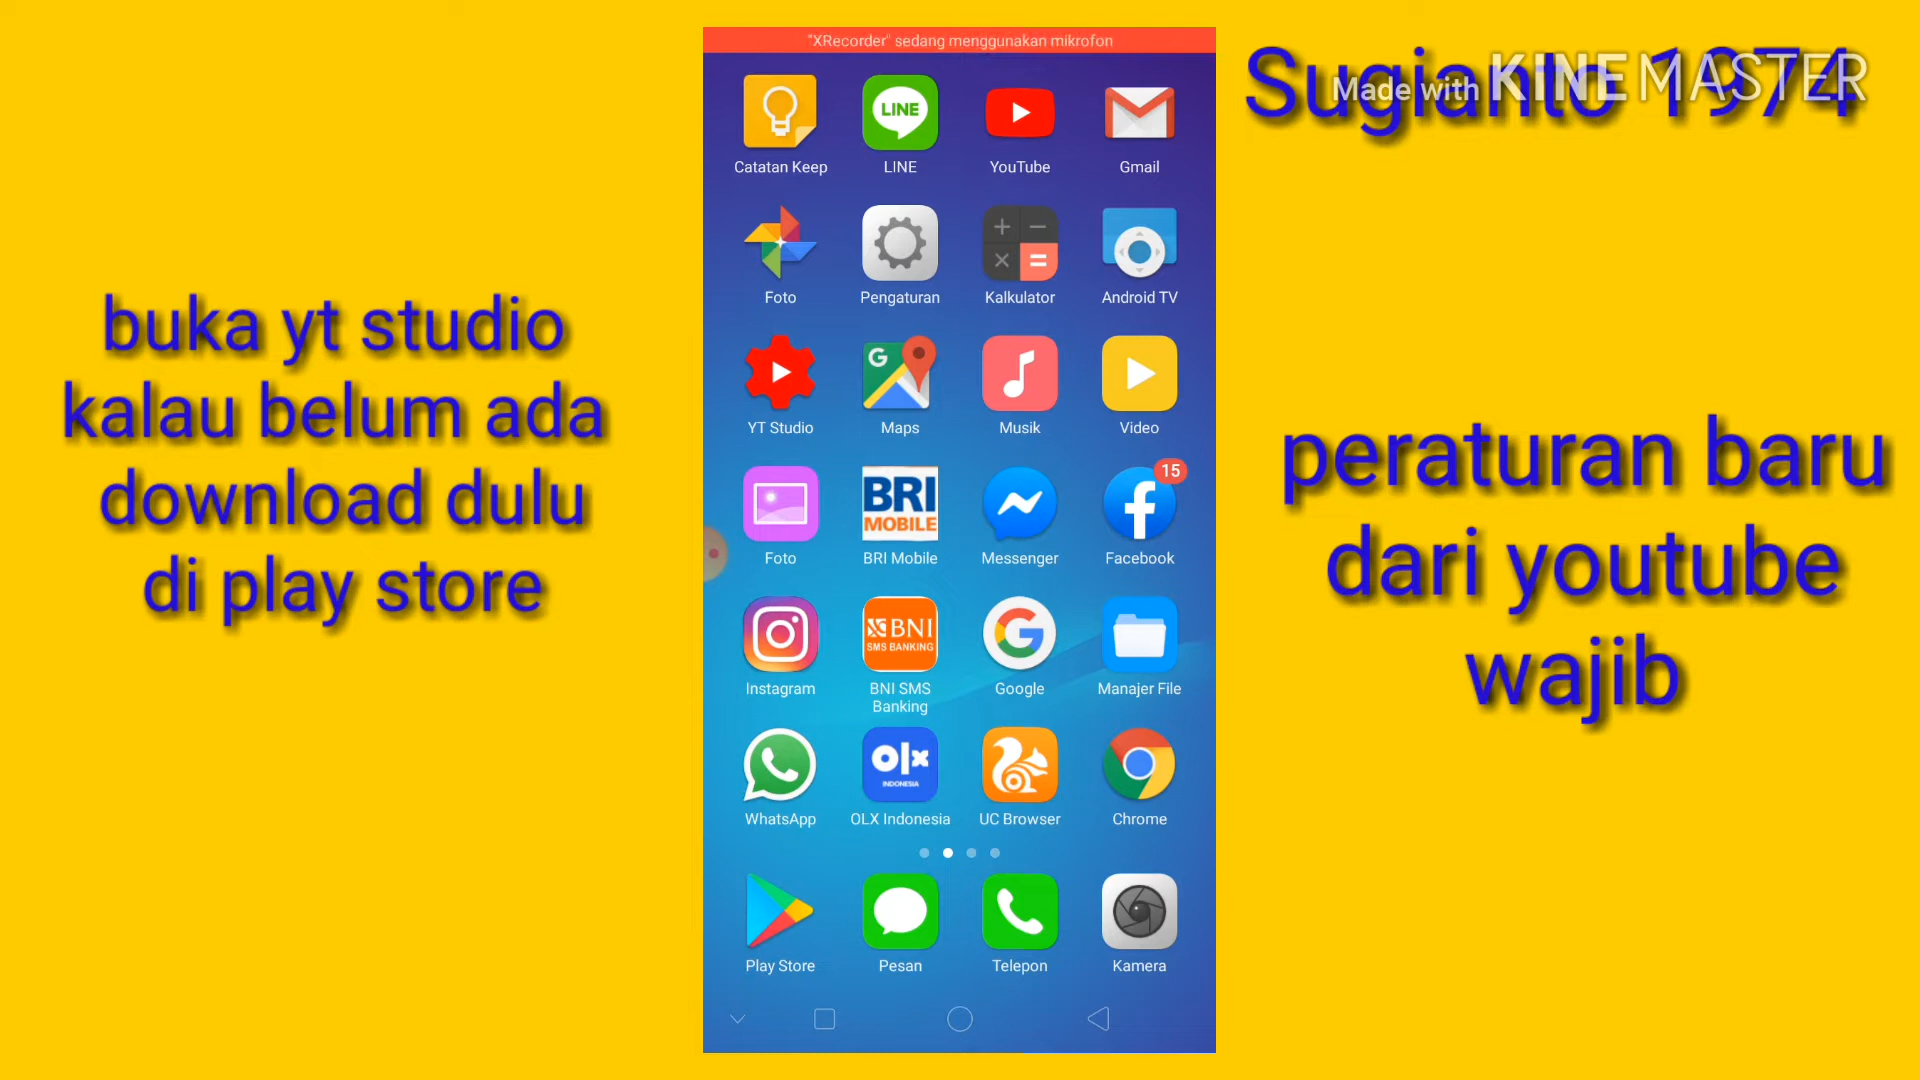 "XRecorder" sedang menggunakan mikrofon
Sugianto 1974
Made with KINEMASTER
buka yt studio
kalau belum ada
download dulu
di play store
peraturan baru
dari youtube
wajib
LINE
Catatan Keep LINE YouTube Gmail
Foto Pengaturan Kalkulator Android TV
G
YT Studio Maps Musik Video
BRI
MOBILE
15
Foto BRI Mobile Messenger Facebook
BNI
SMS BANKING
Instagram BNI SMS Banking Google Manajer File
olx
INDONESIA
WhatsApp OLX Indonesia UC Browser Chrome
Play Store Pesan Telepon Kamera